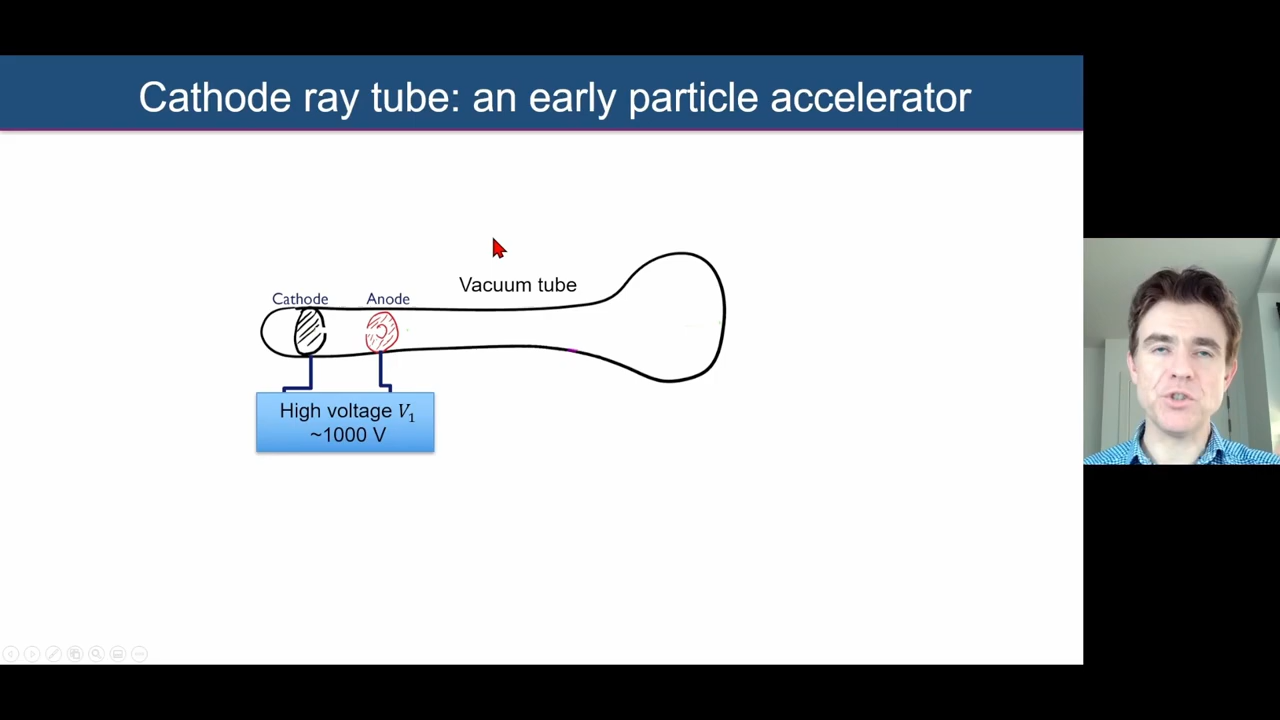 Cathode ray tube: an early particle accelerator
Vacuum tube
Cathode Anode
High voltage V₁
~1000 V